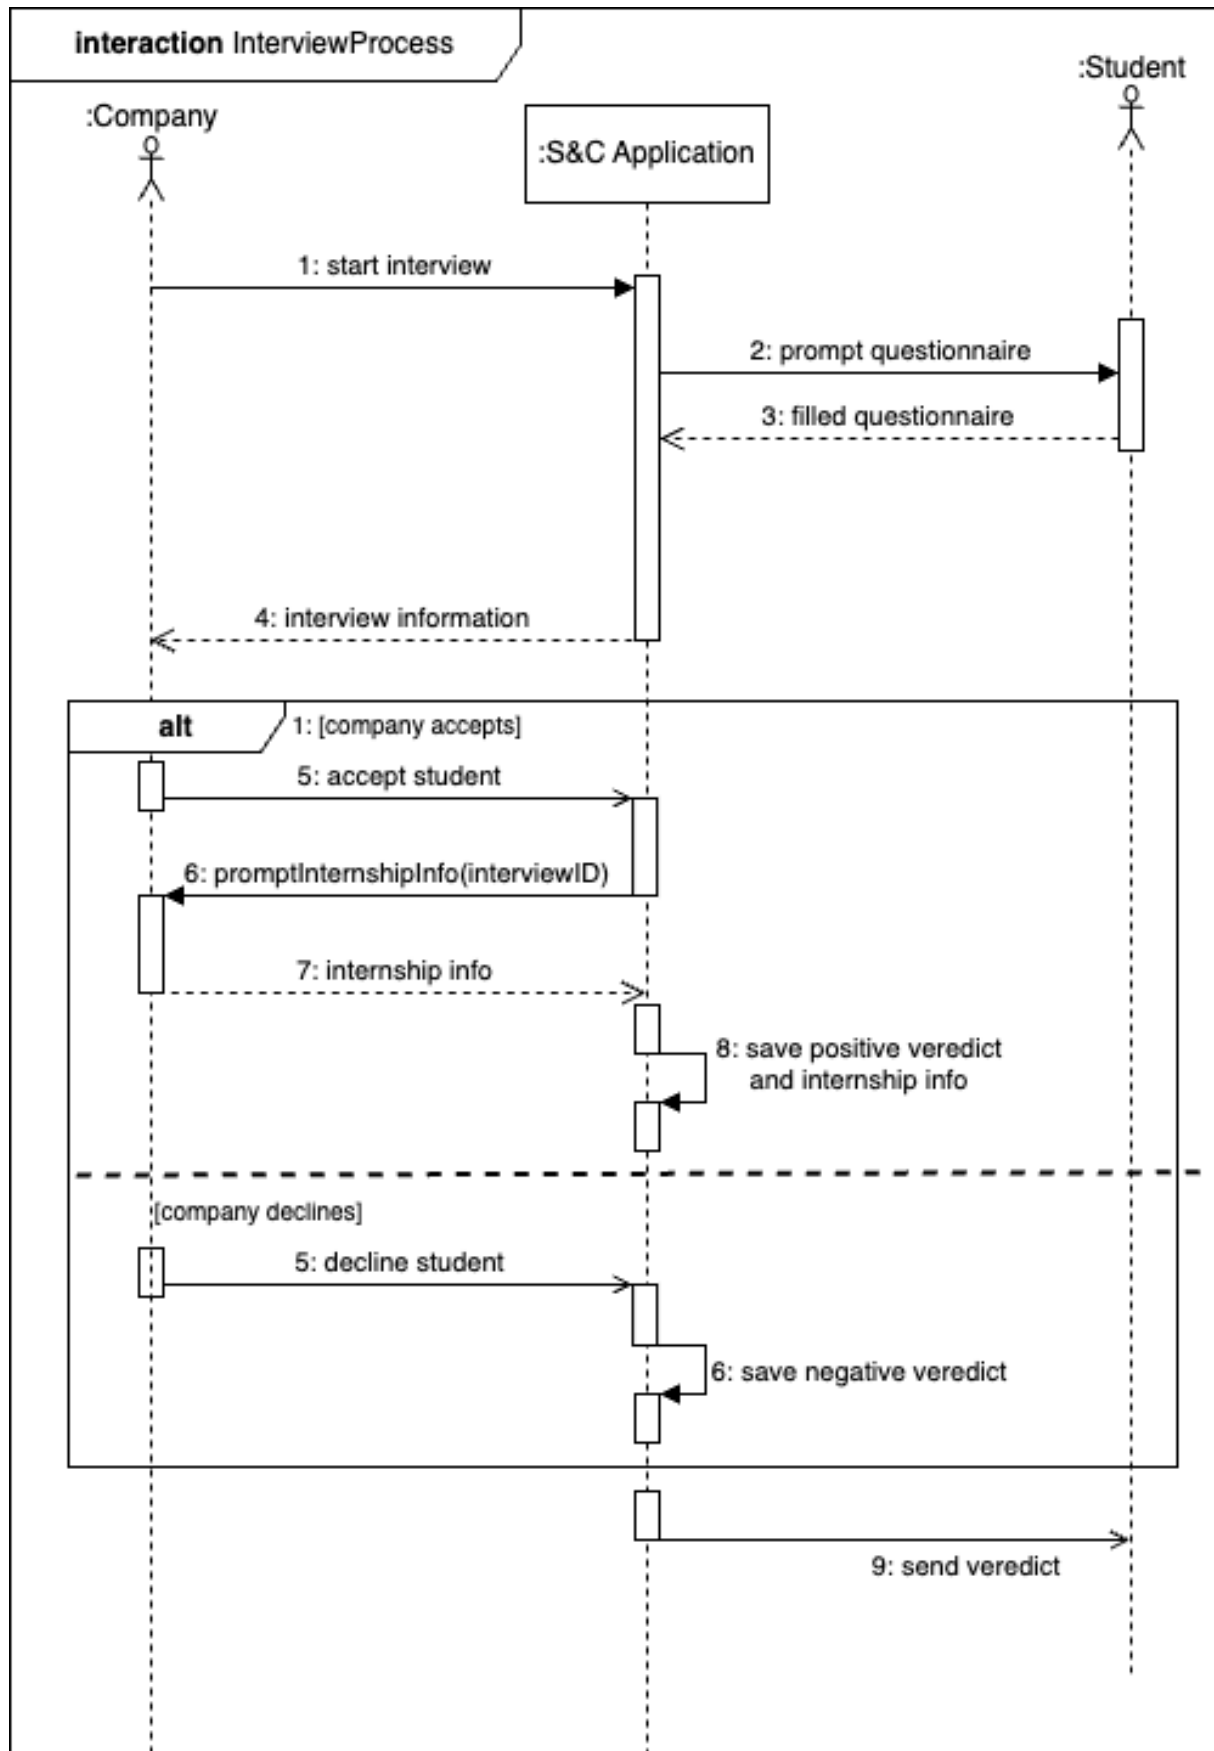 interaction InterviewProcess
:Student
:Company
:S&C Application
1: start interview
2: prompt questionnaire
3: filled questionnaire
4: interview information
alt
1: [company accepts]
5: accept student
6: promptInternshipInfo(interviewID)
7: internship info
8: save positive veredict
and internship info
[company declines]
5: decline student
6: save negative veredict
9: send veredict